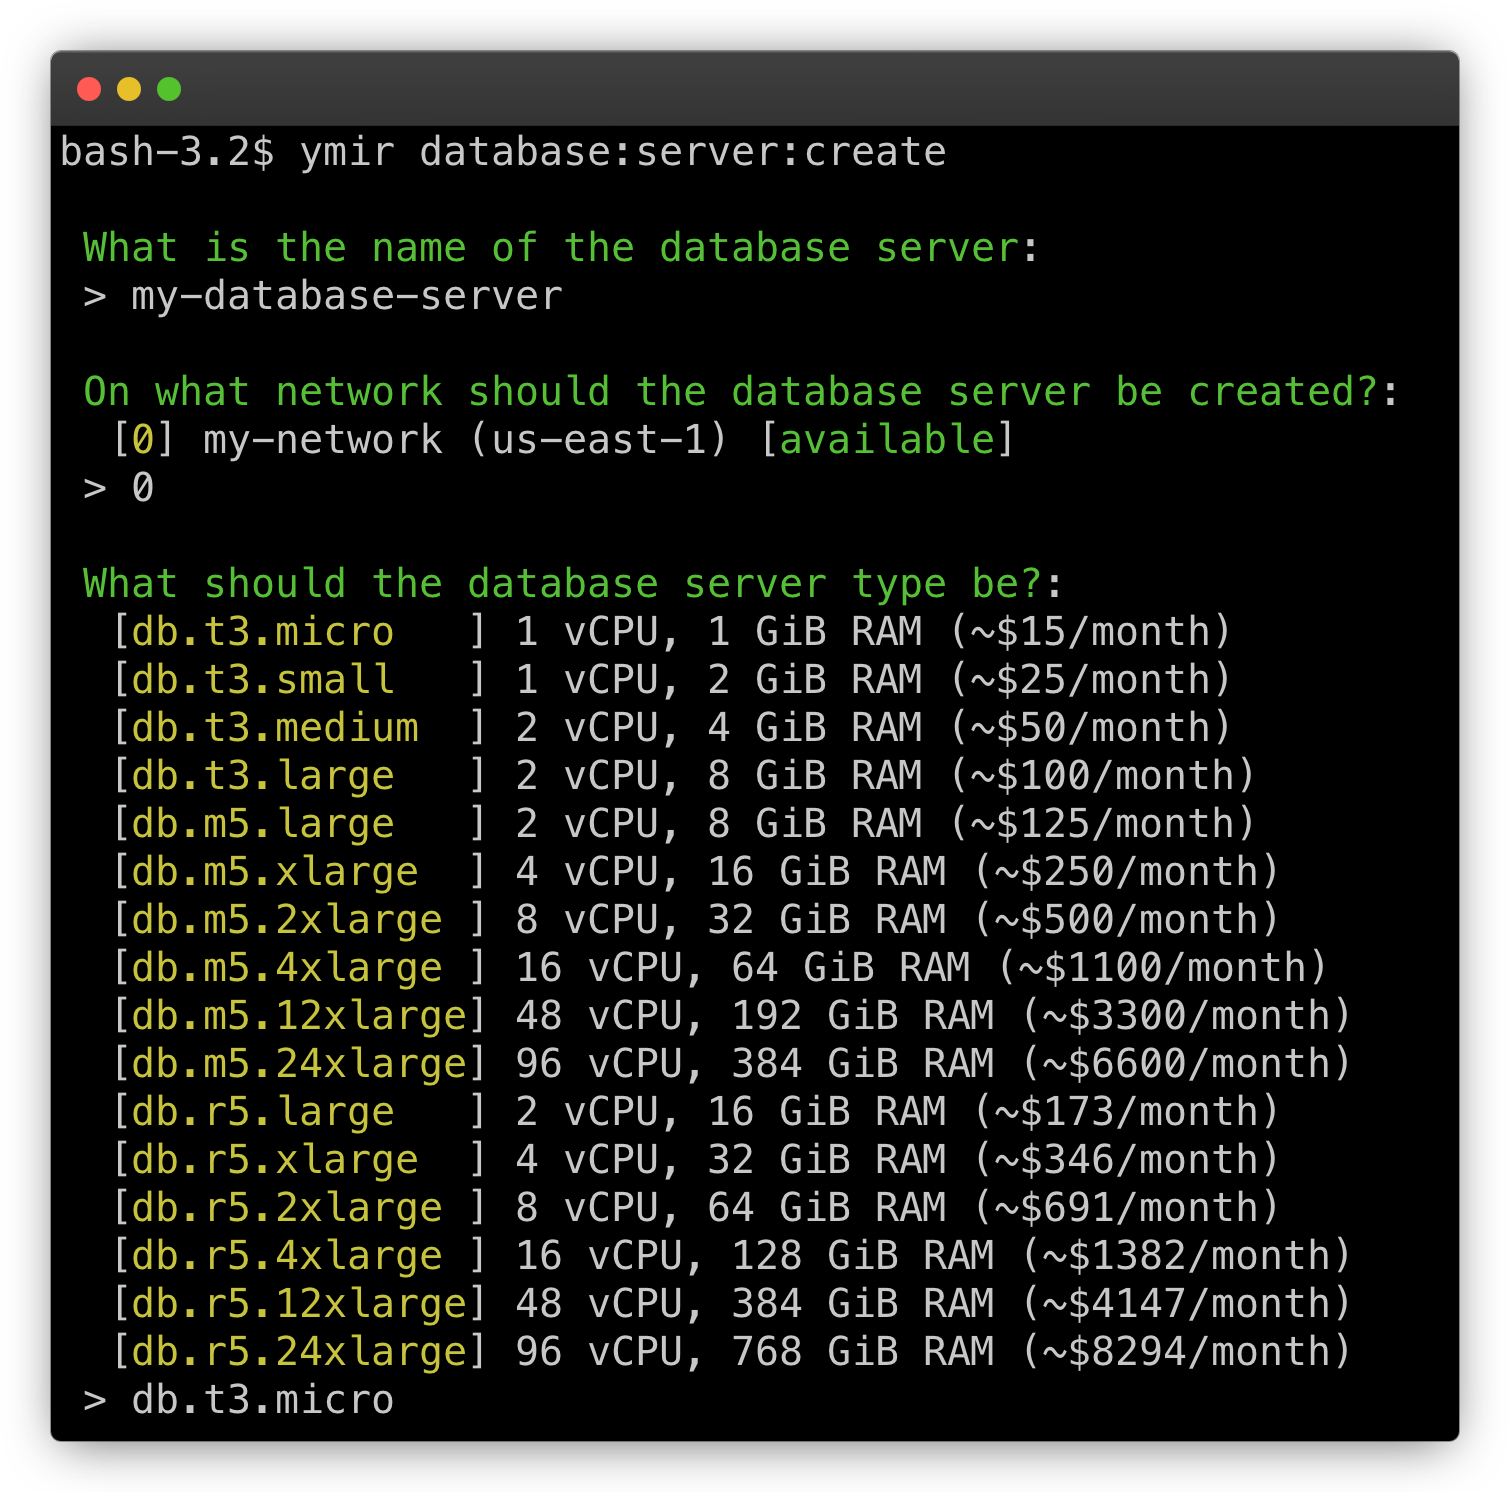 bash-3.2$ ymir database:server:create
What is the name of the database server:
> my-database-server
On what network should the database server be created?:
[0] my-network (us-east-1) [available]
> 0
What should the database server type be?:
[db.t3.micro   ] 1 vCPU, 1 GiB RAM (~$15/month)
[db.t3.small   ] 1 vCPU, 2 GiB RAM (~$25/month)
[db.t3.medium  ] 2 vCPU, 4 GiB RAM (~$50/month)
[db.t3.large   ] 2 vCPU, 8 GiB RAM (~$100/month)
[db.m5.large   ] 2 vCPU, 8 GiB RAM (~$125/month)
[db.m5.xlarge  ] 4 vCPU, 16 GiB RAM (~$250/month)
[db.m5.2xlarge ] 8 vCPU, 32 GiB RAM (~$500/month)
[db.m5.4xlarge ] 16 vCPU, 64 GiB RAM (~$1100/month)
[db.m5.12xlarge] 48 vCPU, 192 GiB RAM (~$3300/month)
[db.m5.24xlarge] 96 vCPU, 384 GiB RAM (~$6600/month)
[db.r5.large   ] 2 vCPU, 16 GiB RAM (~$173/month)
[db.r5.xlarge  ] 4 vCPU, 32 GiB RAM (~$346/month)
[db.r5.2xlarge ] 8 vCPU, 64 GiB RAM (~$691/month)
[db.r5.4xlarge ] 16 vCPU, 128 GiB RAM (~$1382/month)
[db.r5.12xlarge] 48 vCPU, 384 GiB RAM (~$4147/month)
[db.r5.24xlarge] 96 vCPU, 768 GiB RAM (~$8294/month)
> db.t3.micro